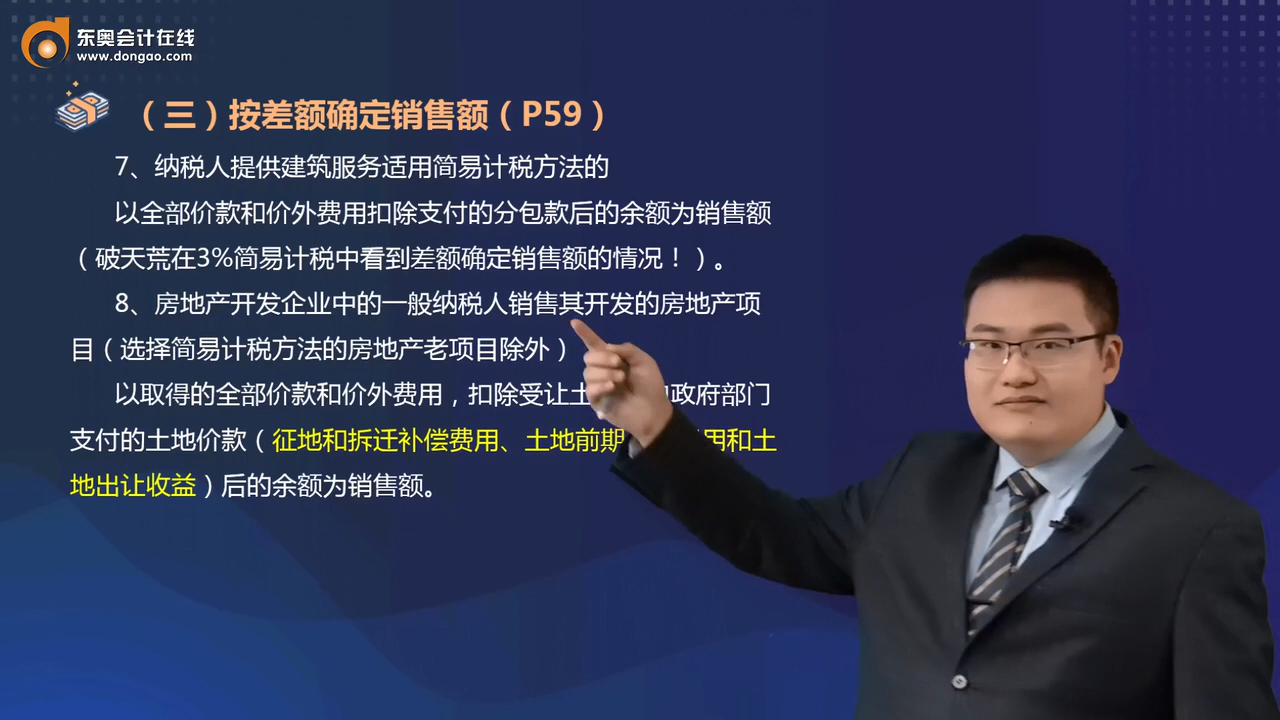 东奥会计在线
www.dongao.com
（三）按差额确定销售额（P59）
7、纳税人提供建筑服务适用简易计税方法的
以全部价款和价外费用扣除支付的分包款后的余额为销售额
（破天荒在3%简易计税中看到差额确定销售额的情况！）。
8、房地产开发企业中的一般纳税人销售其开发的房地产项
目（选择简易计税方法的房地产老项目除外）
以取得的全部价款和价外费用，扣除受让土 政府部门
支付的土地价款（征地和拆迁补偿费用、土地前期 用和土
地出让收益）后的余额为销售额。